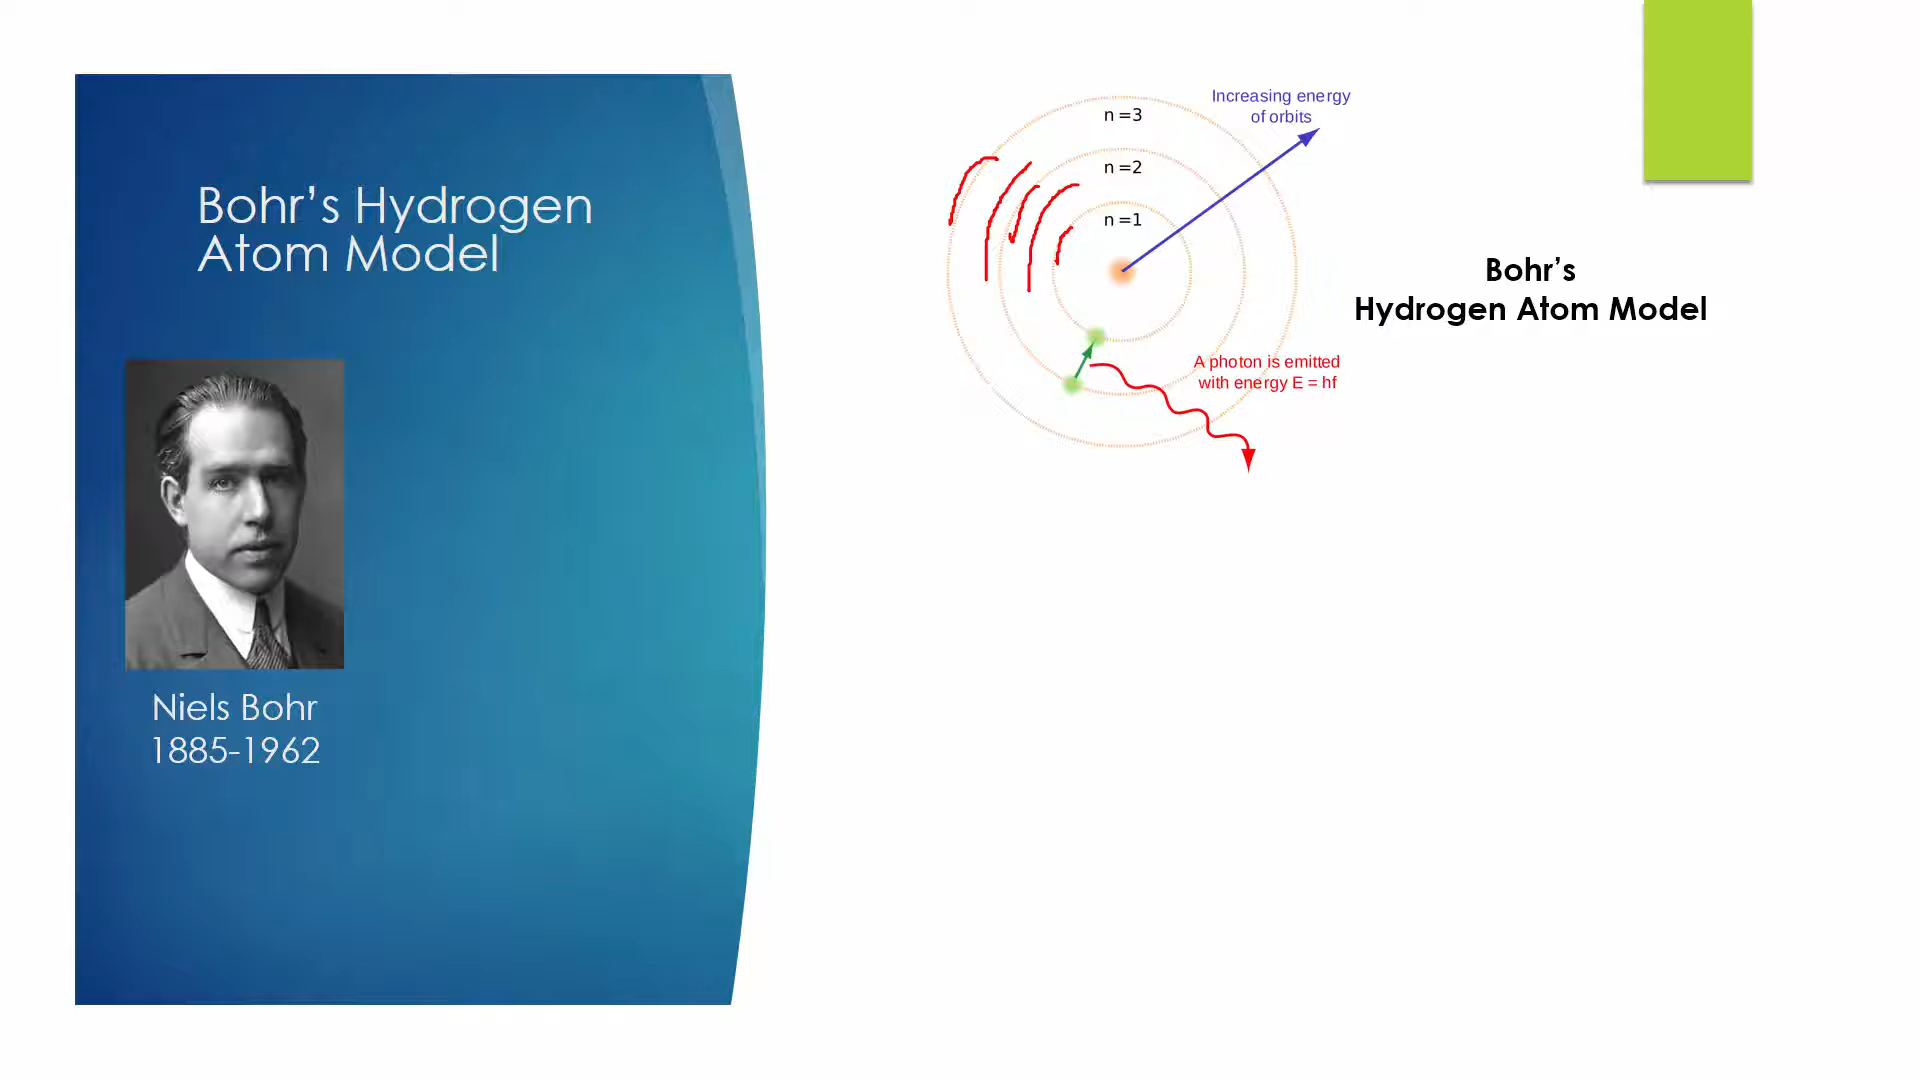 Bohr’s Hydrogen
Atom Model
Niels Bohr
1885-1962
Increasing energy
of orbits
n =3
n =2
n =1
A photon is emitted
with energy E = hf
Bohr’s
Hydrogen Atom Model